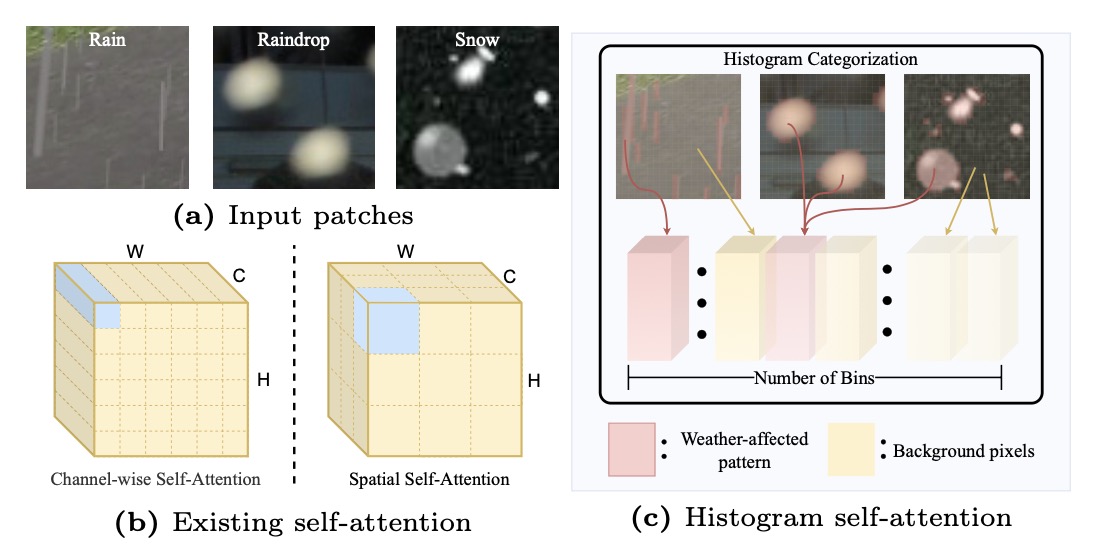 Rain
Raindrop
Snow
(a) Input patches
W
C
H
Channel-wise Self-Attention
W
C
H
Spatial Self-Attention
(b) Existing self-attention
Histogram Categorization
Number of Bins
: Weather-affected
pattern
: Background pixels
(c) Histogram self-attention